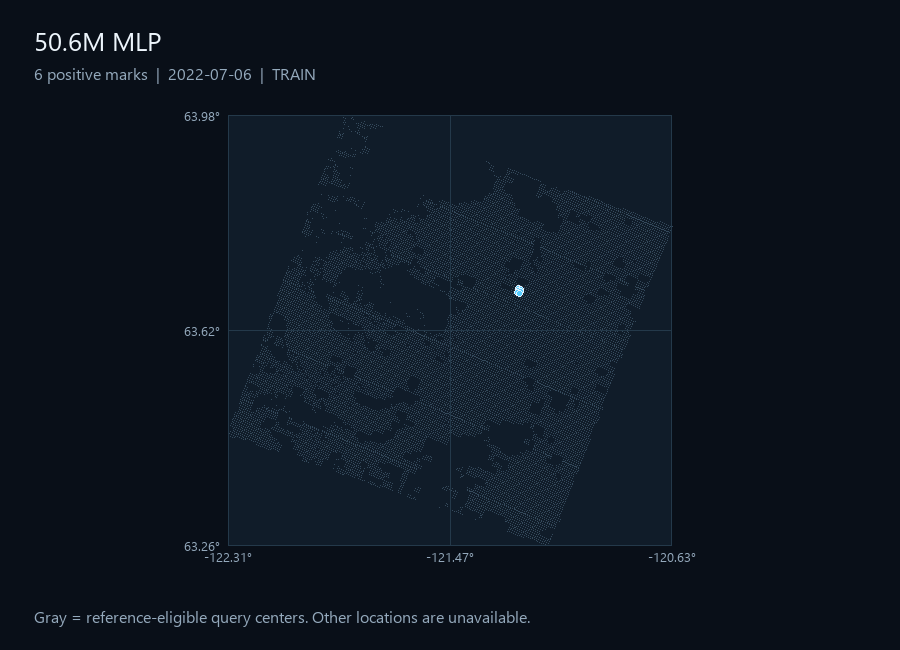 50.6M MLP
6 positive marks | 2022-07-06 | TRAIN
63.98°
63.62°
63.26°
-122.31°
-121.47°
-120.63°
Gray = reference-eligible query centers. Other locations are unavailable.